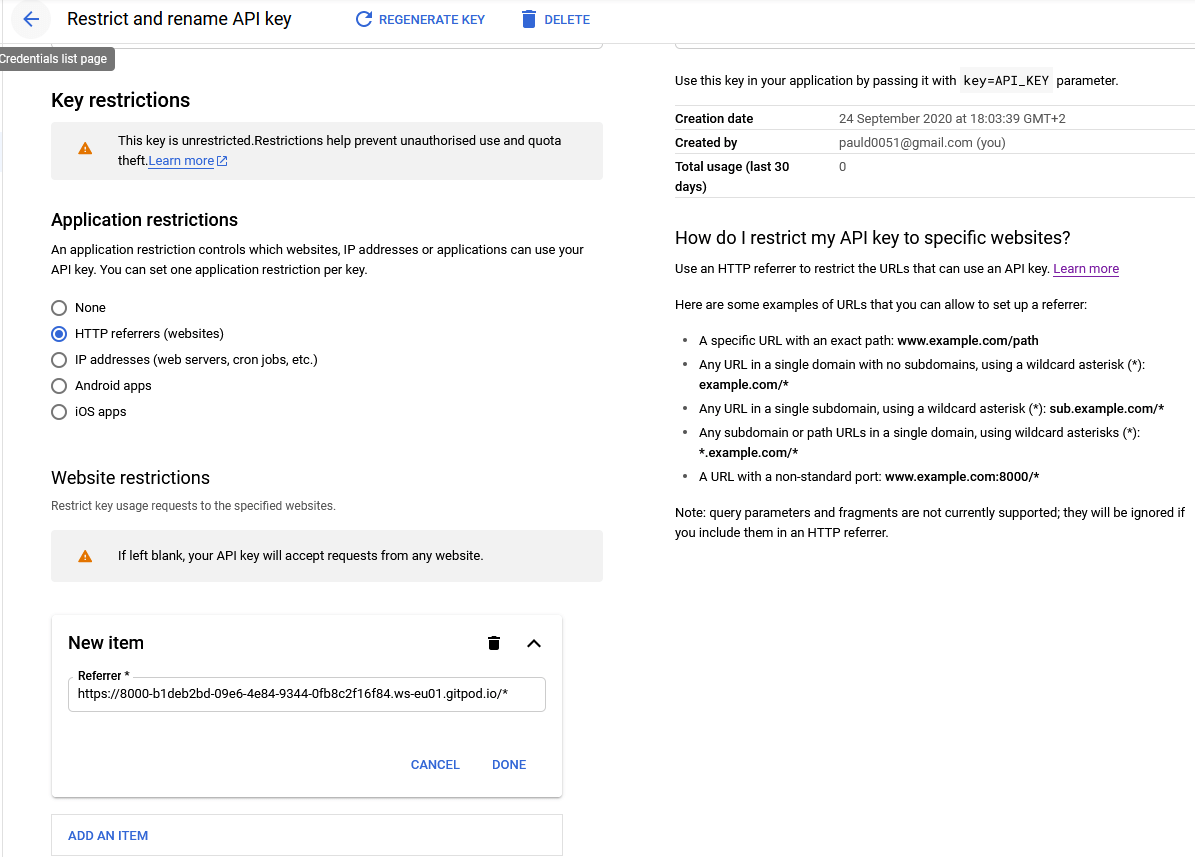 Restrict and rename API key
REGENERATE KEY
DELETE
Credentials list page
Key restrictions
This key is unrestricted.Restrictions help prevent unauthorised use and quota
theft.Learn more
Application restrictions
An application restriction controls which websites, IP addresses or applications can use your
API key. You can set one application restriction per key.
None
HTTP referrers (websites)
IP addresses (web servers, cron jobs, etc.)
Android apps
iOS apps
Website restrictions
Restrict key usage requests to the specified websites.
If left blank, your API key will accept requests from any website.
New item
Referrer *
https://8000-b1deb2bd-09e6-4e84-9344-0fb8c2f16f84.ws-eu01.gitpod.io/*
CANCEL
DONE
ADD AN ITEM
Use this key in your application by passing it with key=API_KEY parameter.
Creation date 24 September 2020 at 18:03:39 GMT+2
Created by pauld0051@gmail.com (you)
Total usage (last 30 0
days)
How do I restrict my API key to specific websites?
Use an HTTP referrer to restrict the URLs that can use an API key. Learn more
Here are some examples of URLs that you can allow to set up a referrer:
• A specific URL with an exact path: www.example.com/path
• Any URL in a single domain with no subdomains, using a wildcard asterisk (*):
example.com/*
• Any URL in a single subdomain, using a wildcard asterisk (*): sub.example.com/*
• Any subdomain or path URLs in a single domain, using wildcard asterisks (*):
*.example.com/*
• A URL with a non-standard port: www.example.com:8000/*
Note: query parameters and fragments are not currently supported; they will be ignored if
you include them in an HTTP referrer.